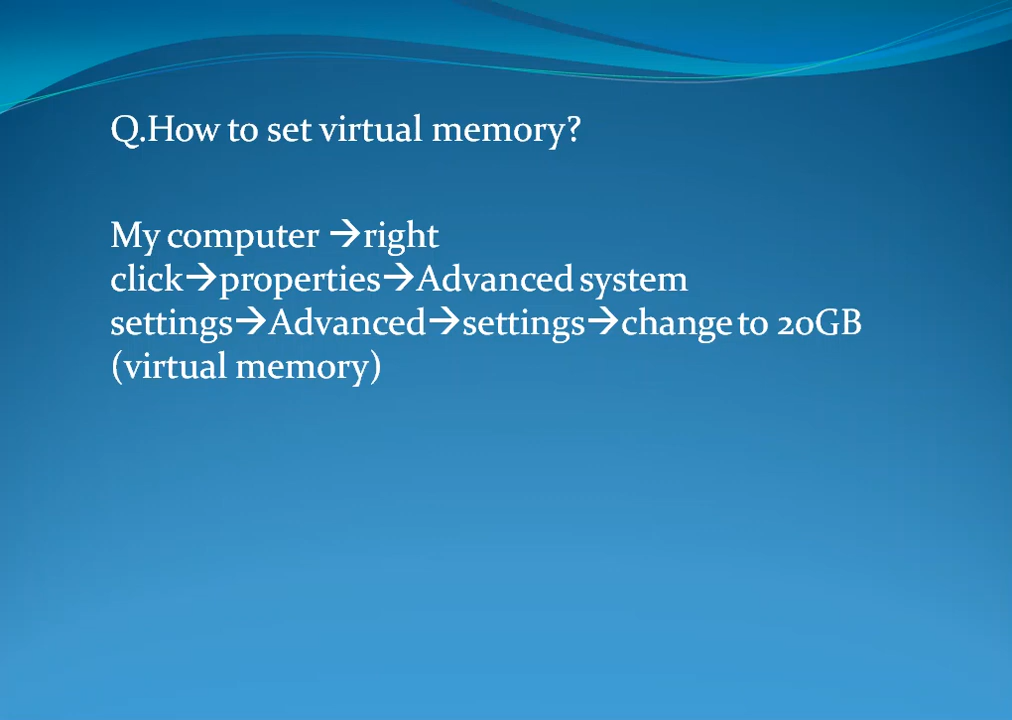 Q.How to set virtual memory?
My computer →right
click→properties→Advanced system
settings→Advanced→settings→change to 20GB
(virtual memory)